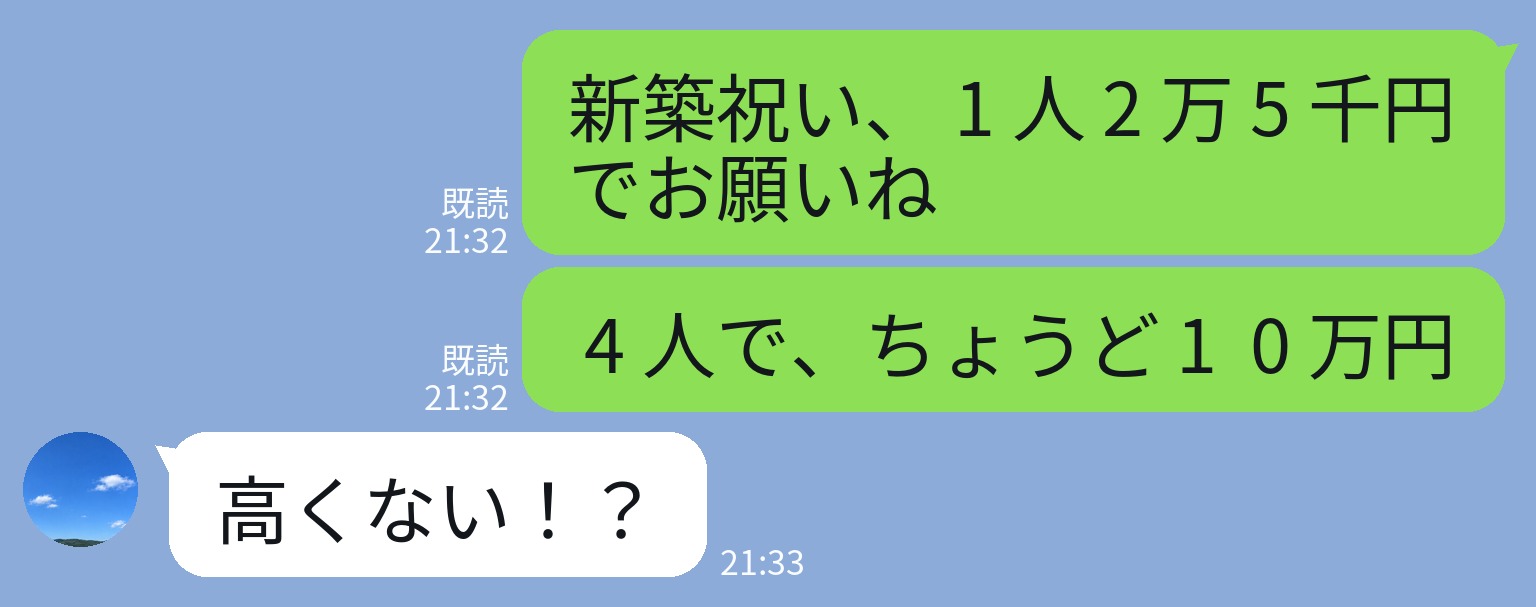 新築祝い、１人２万５千円
でお願いね
既読
21:32
４人で、ちょうど１０万円
既読
21:32
高くない！？
21:33